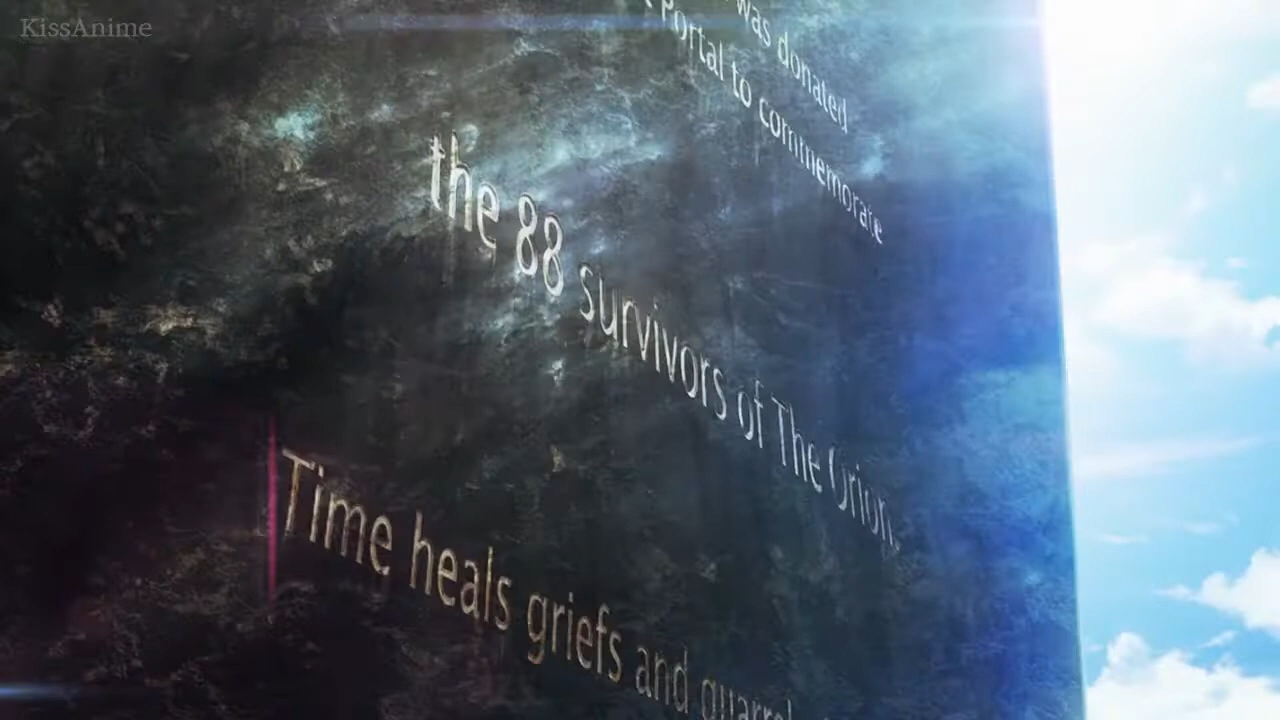 KissAnime
was donated
Portal to commemorate
the 88 survivors of The Orion
Time heals griefs and